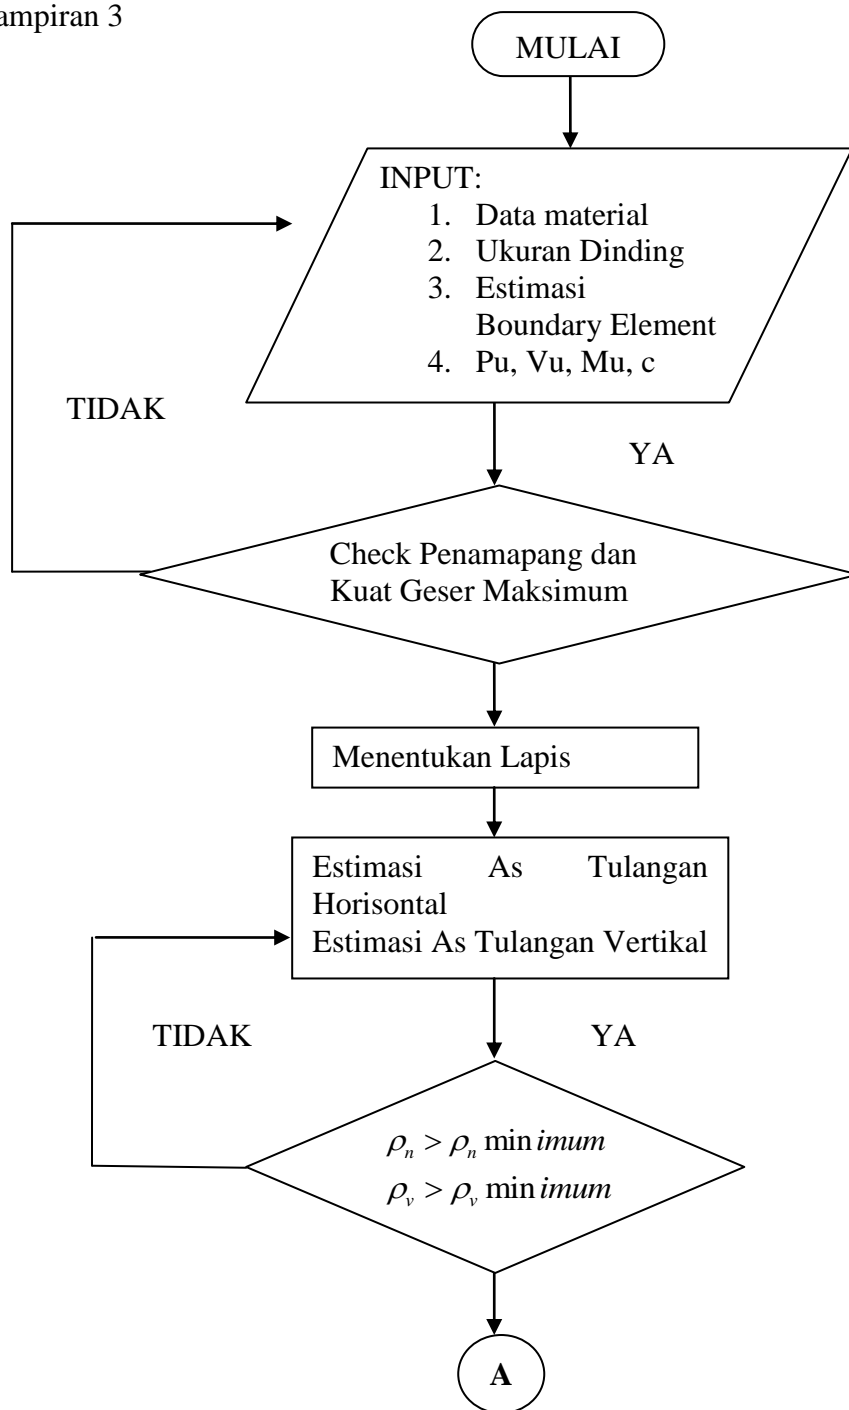 ampiran 3
MULAI
INPUT:
1. Data material
2. Ukuran Dinding
3. Estimasi
Boundary Element
4. Pu, Vu, Mu, c
TIDAK
YA
Check Penamapang dan
Kuat Geser Maksimum
Menentukan Lapis
Estimasi As Tulangan
Horisontal
Estimasi As Tulangan Vertikal
TIDAK
YA
ρn > ρn minimum
ρv > ρv minimum
A